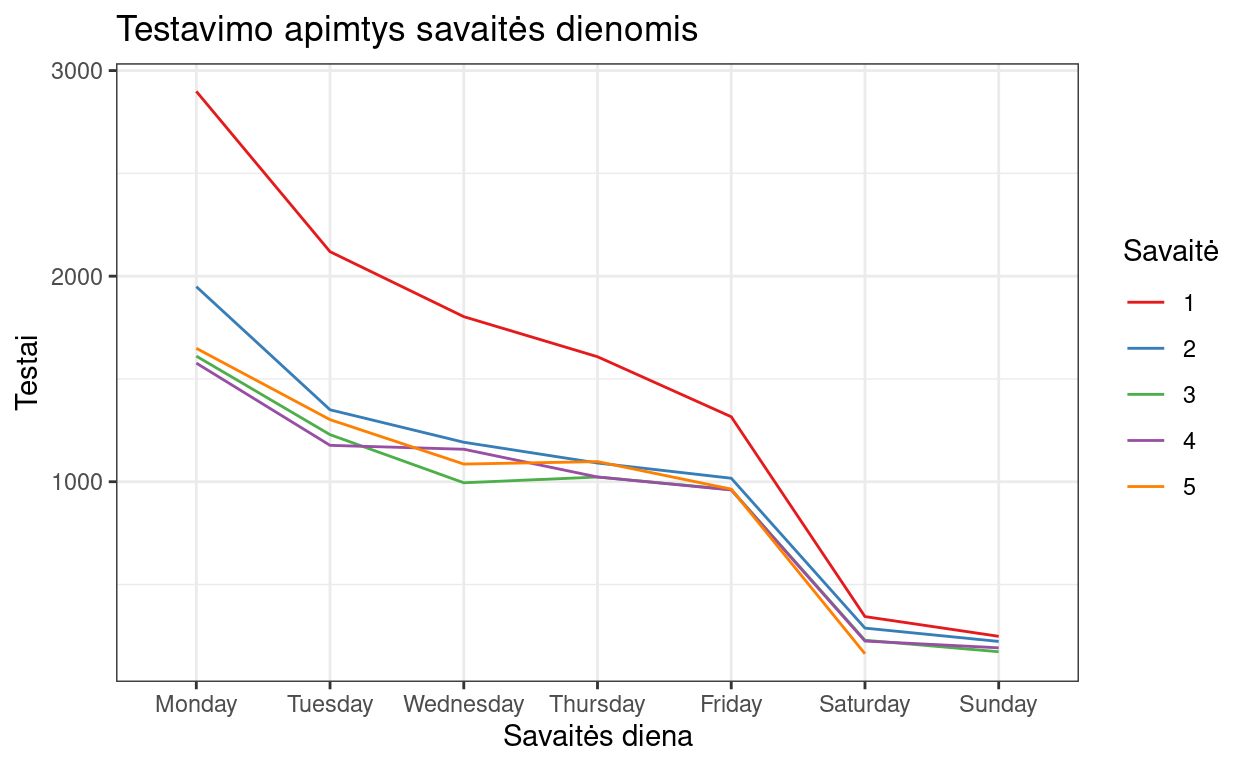 Testavimo apimtys savaitės dienomis
3000
2000
1000
Testai
Monday Tuesday Wednesday Thursday Friday Saturday Sunday
Savaitės diena
Savaitė
1
2
3
4
5